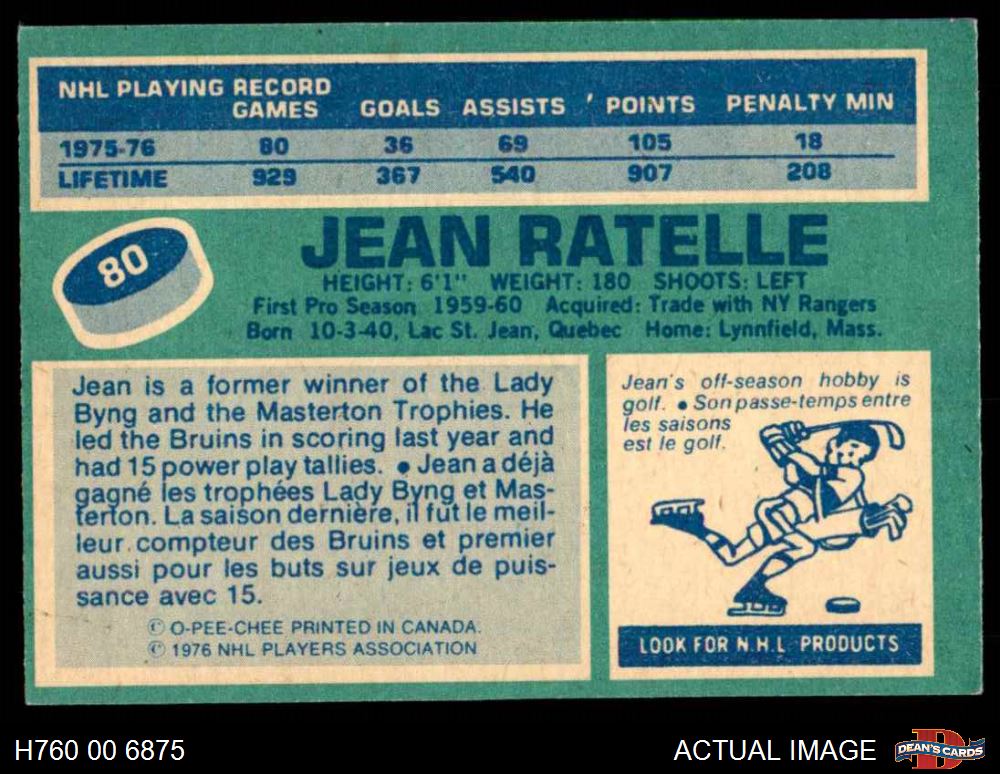 NHL PLAYING RECORD
GAMES GOALS ASSISTS ' POINTS PENALTY MIN
1975-76 80 36 69 105 18
LIFETIME 929 367 540 907 208
80
JEAN RATELLE
HEIGHT: 6'1" WEIGHT: 180 SHOOTS: LEFT
First Pro Season 1959-60 Acquired: Trade with NY Rangers
Born 10-3-40, Lac St. Jean, Quebec Home: Lynnfield, Mass.
Jean is a former winner of the Lady
Byng and the Masterton Trophies. He
led the Bruins in scoring last year and
had 15 power play tallies. ● Jean a déjà
gagné les trophées Lady Byng et Mas-
terton. La saison dernière, il fut le meil-
leur compteur des Bruins et premier
aussi pour les buts sur jeux de puis-
sance avec 15.
© O-PEE-CHEE PRINTED IN CANADA.
© 1976 NHL PLAYERS ASSOCIATION
Jean's off-season hobby is
golf. ● Son passe-temps entre
les saisons
est le golf.
LOOK FOR N.H.L PRODUCTS
H760 00 6875
ACTUAL IMAGE
D
DEAN'S CARDS